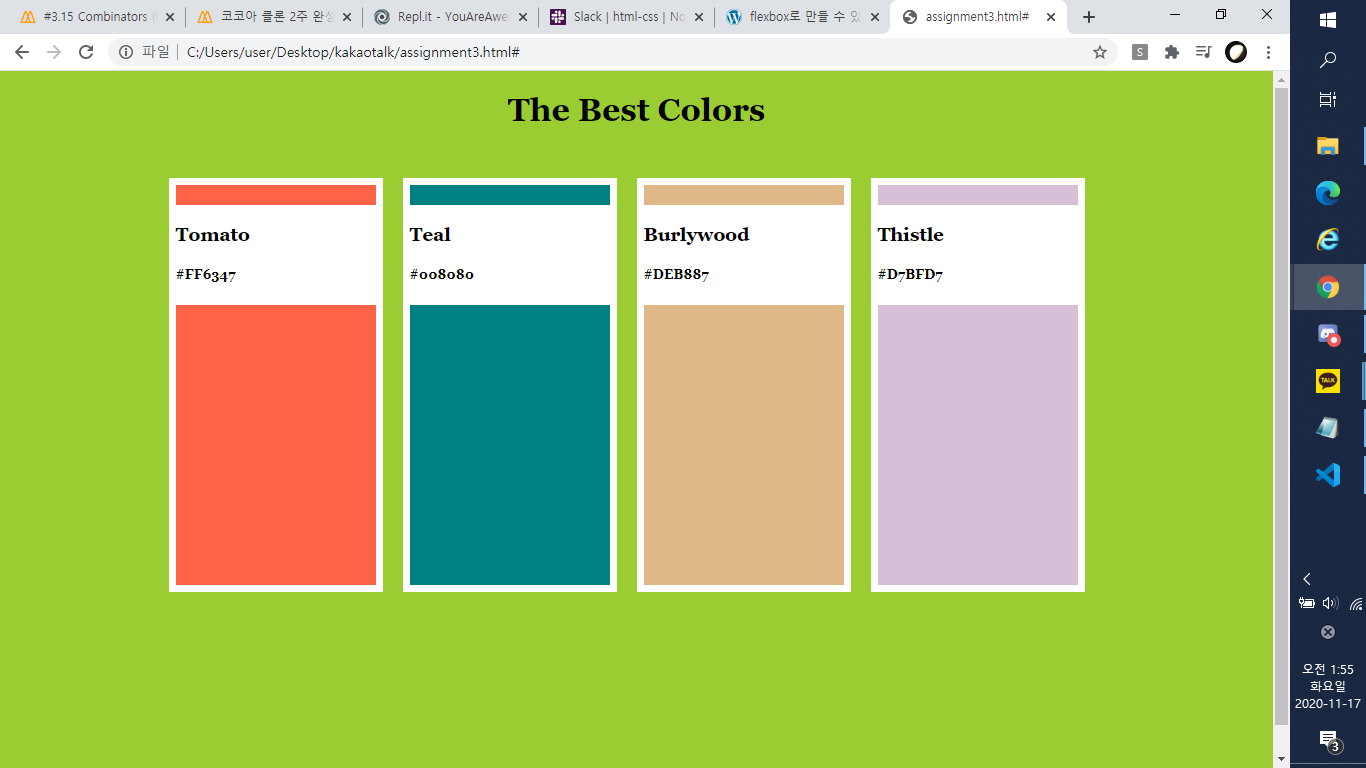 #3.15 Combinators
코코아 클론 2주 완성
Repl.it - YouAreAwe
Slack | html-css | No
flexbox로 만들 수 있
assignment3.html#
파일
C:/Users/user/Desktop/kakaotalk/assignment3.html#
S
The Best Colors
Tomato
#FF6347
Teal
#008080
Burlywood
#DEB887
Thistle
#D7BFD7
TALK
오전 1:55
화요일
2020-11-17
3